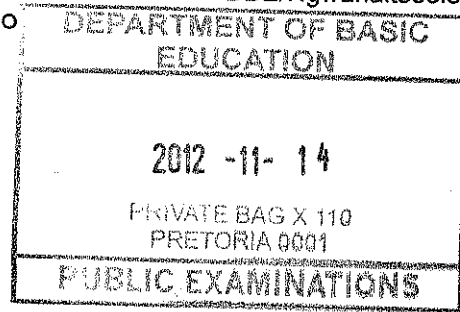 DEPARTMENT OF BASIC
EDUCATION
2012 -11- 14
PRIVATE BAG X 110
PRETORIA 0001
PUBLIC EXAMINATIONS